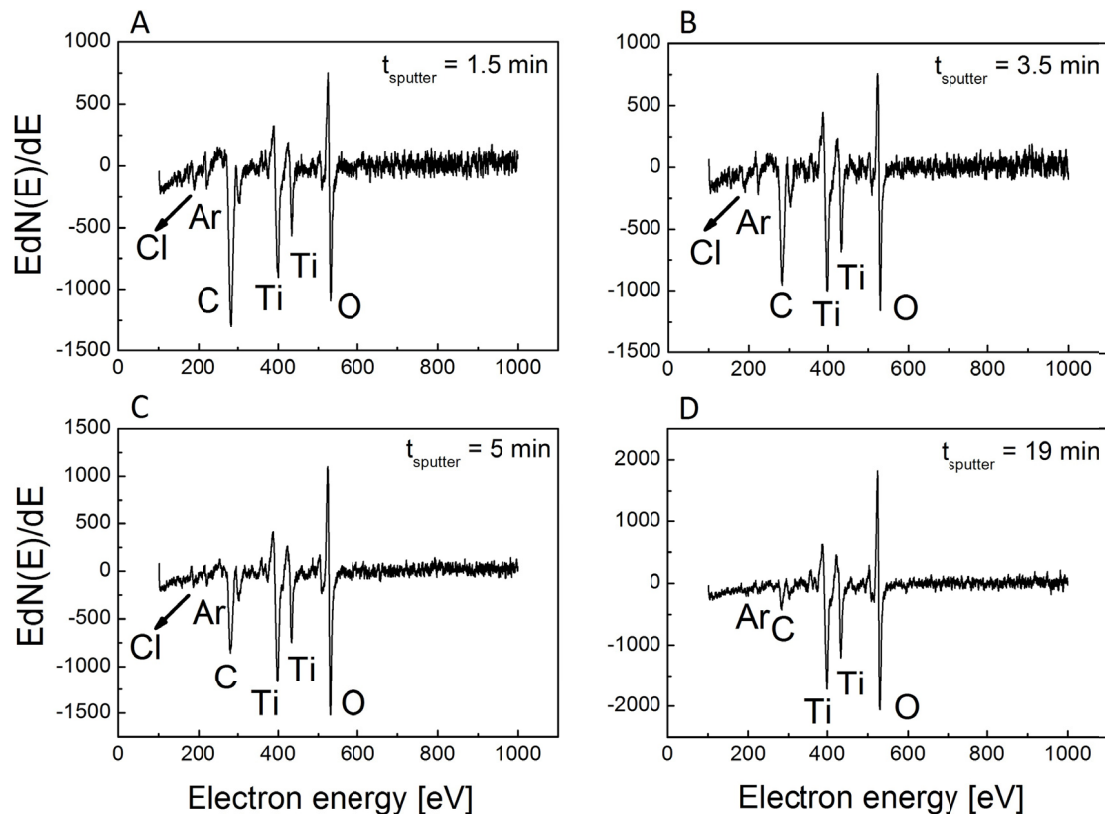 A
t_sputter = 1.5 min
1000
500
0
-500
-1000
-1500
EdN(E)/dE
Cl
Ar
C
Ti
Ti
O
0 200 400 600 800 1000
B
t_sputter = 3.5 min
1000
500
0
-500
-1000
-1500
Cl
Ar
C
Ti
Ti
O
0 200 400 600 800 1000
C
t_sputter = 5 min
1500
1000
500
0
-500
-1000
-1500
EdN(E)/dE
Cl
Ar
C
Ti
Ti
O
0 200 400 600 800 1000
Electron energy [eV]
D
t_sputter = 19 min
2000
1000
0
-1000
-2000
Ar
C
Ti
Ti
O
0 200 400 600 800 1000
Electron energy [eV]